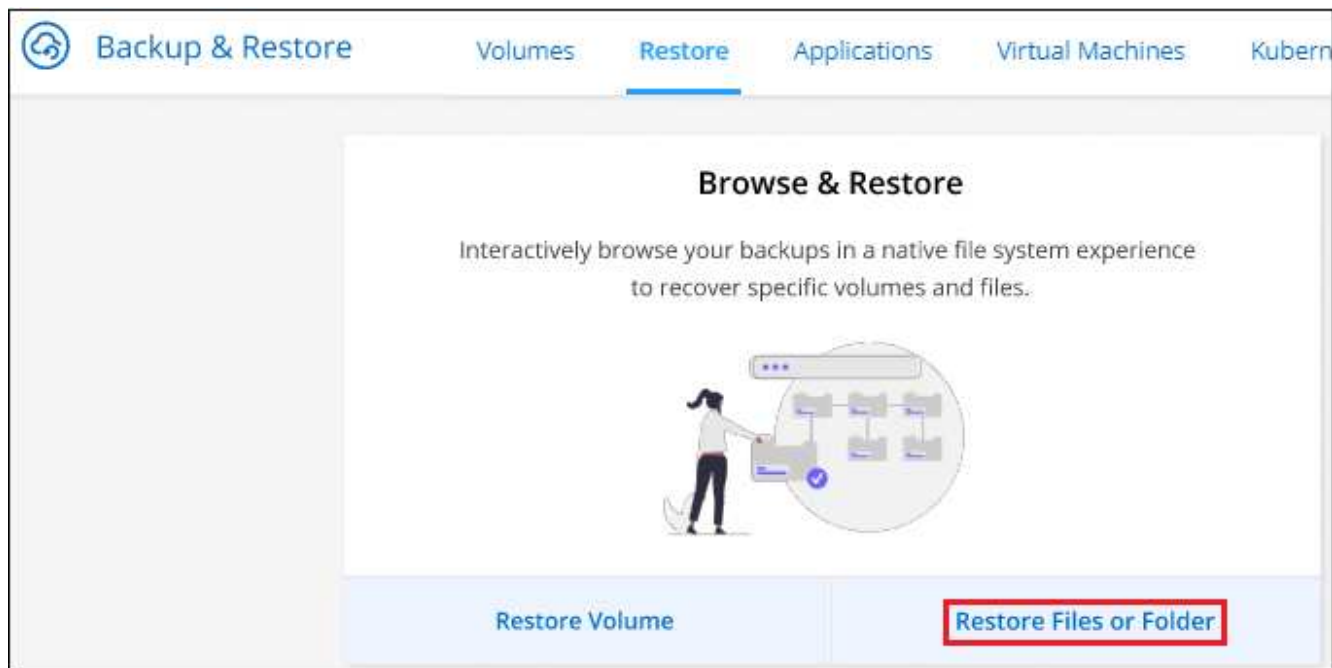 Backup & Restore Volumes Restore Applications Virtual Machines Kubern
Browse & Restore
Interactively browse your backups in a native file system experience
to recover specific volumes and files.
Restore Volume Restore Files or Folder